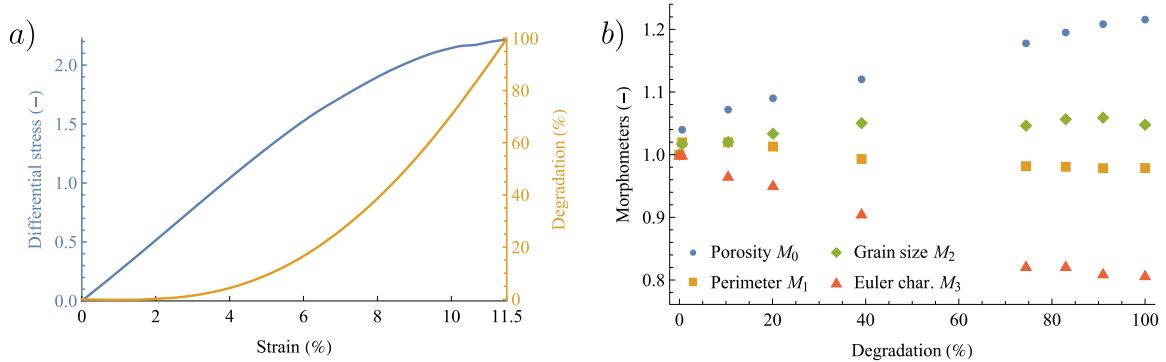 a)
Differential stress (−)
2.0
1.5
1.0
0.5
0.0
0 2 4 6 8 10 11.5
Strain (%)
100
80
60
40
20
0
Degradation (%)
b)
Morphometers (−)
1.2
1.1
1.0
0.9
0.8
Porosity M₀ Grain size M₂
Perimeter M₁ Euler char. M₃
0 20 40 60 80 100
Degradation (%)